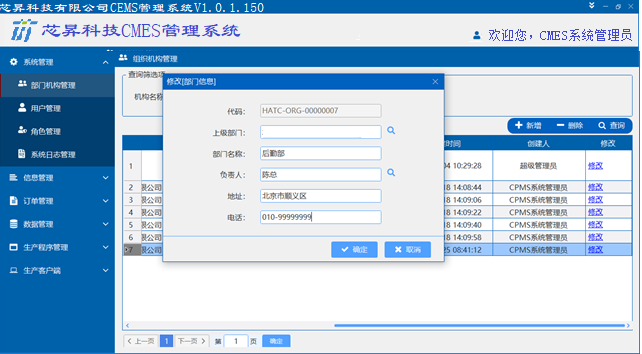 芯昇科技有限公司CEMS管理系统V1.0.1.150
芯昇科技CMES管理系统
欢迎您，CMES系统管理员
系统管理
部门机构管理
用户管理
角色管理
系统日志管理
信息管理
订单管理
数据管理
生产程序管理
生产客户端
组织机构管理
查询筛选项
机构名称
新增 删除 查询
时间 创建人 修改
1 04 10:29:28 超级管理员 修改
2 限公司 18 14:08:44 CPMS系统管理员 修改
3 限公司 18 14:09:06 CPMS系统管理员 修改
4 限公司 18 14:09:22 CPMS系统管理员 修改
5 限公司 18 14:09:40 CPMS系统管理员 修改
6 限公司 18 14:09:58 CPMS系统管理员 修改
7 限公司 25 08:41:12 CPMS系统管理员 修改
修改[部门信息]
代码： HATC-ORG-00000007
上级部门：
部门名称： 后勤部
负责人： 陈总
地址： 北京市顺义区
电话： 010-99999999
确定 取消
上一页 1 下一页 第 1 页 确定